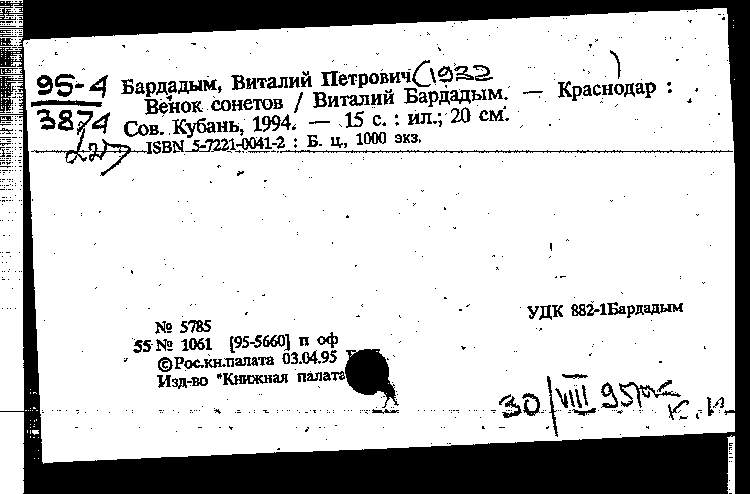 95-4 Бардадым, Виталий Петрович (1932 )
3874 Венок сонетов / Виталий Бардадым. — Краснодар :
Сов. Кубань, 1994. — 15 с. : ил.; 20 см.
ISBN 5-7221-0041-2 : Б. ц., 1000 экз.
УДК 882-1Бардадым
№ 5785
55 № 1061 [95-5660] п оф
©Рос.кн.палата 03.04.95
Изд-во "Книжная палата
30/VIII 95